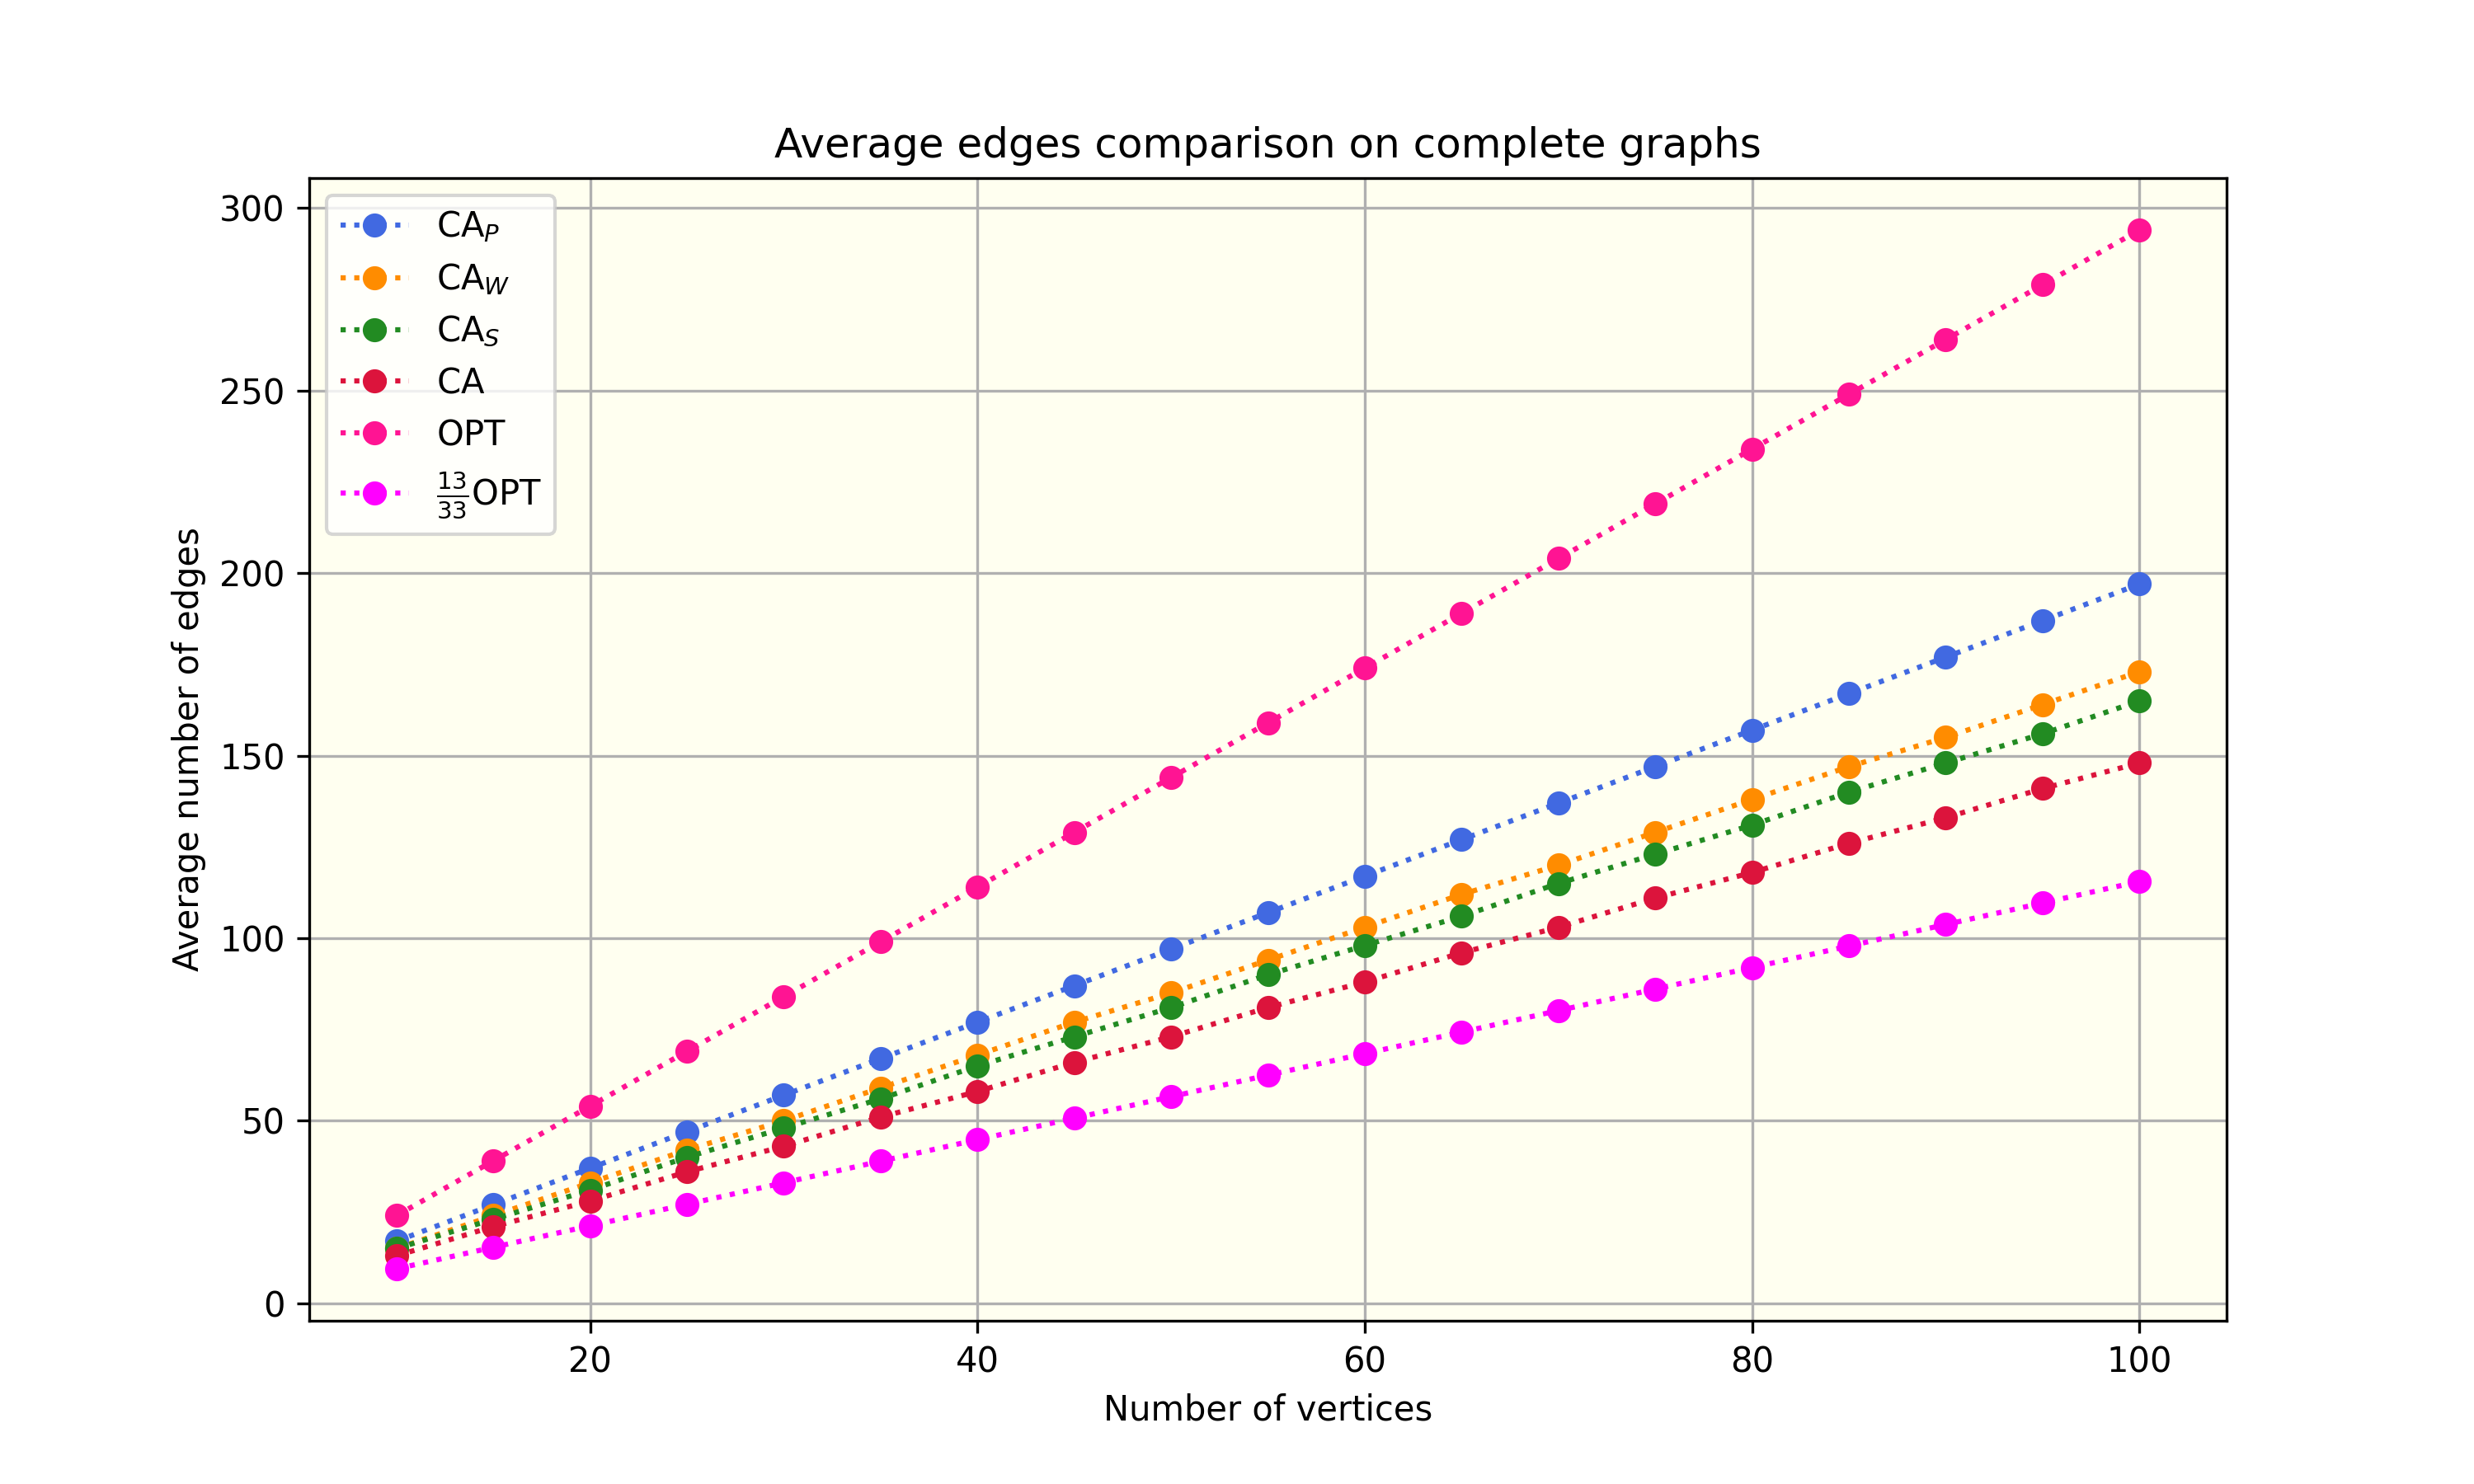 Average edges comparison on complete graphs
300
250
200
150
100
50
0
Average number of edges
CA_P
CA_W
CA_S
CA
OPT
13/33 OPT
20 40 60 80 100
Number of vertices